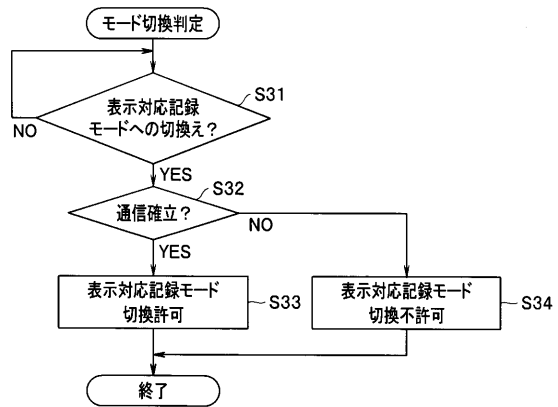 モード切換判定
表示対応記録
モードへの切換え?
S31
NO
YES
通信確立?
S32
NO
YES
表示対応記録モード
切換許可
S33
表示対応記録モード
切換不許可
S34
終了